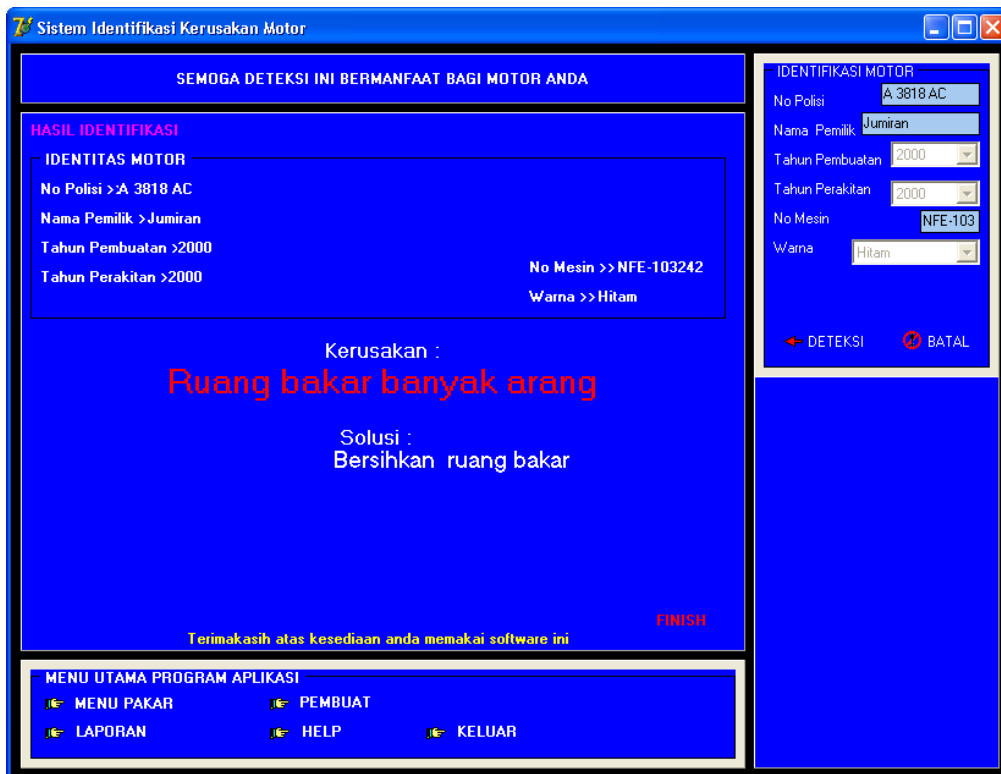 Sistem Identifikasi Kerusakan Motor
SEMOGA DETEKSI INI BERMANFAAT BAGI MOTOR ANDA
HASIL IDENTIFIKASI
IDENTITAS MOTOR
No Polisi >:A 3818 AC
Nama Pemilik >Jumiran
Tahun Pembuatan >2000
Tahun Perakitan >2000
No Mesin >>NFE-103242
Warna >>Hitam
Kerusakan :
Ruang bakar banyak arang
Solusi :
Bersihkan ruang bakar
FINISH
Terimakasih atas kesediaan anda memakai software ini
MENU UTAMA PROGRAM APLIKASI
MENU PAKAR
PEMBUAT
LAPORAN
HELP
KELUAR
IDENTIFIKASI MOTOR
No Polisi A 3818 AC
Nama Pemilik Jumiran
Tahun Pembuatan 2000
Tahun Perakitan 2000
No Mesin NFE-103
Warna Hitam
DETEKSI
BATAL